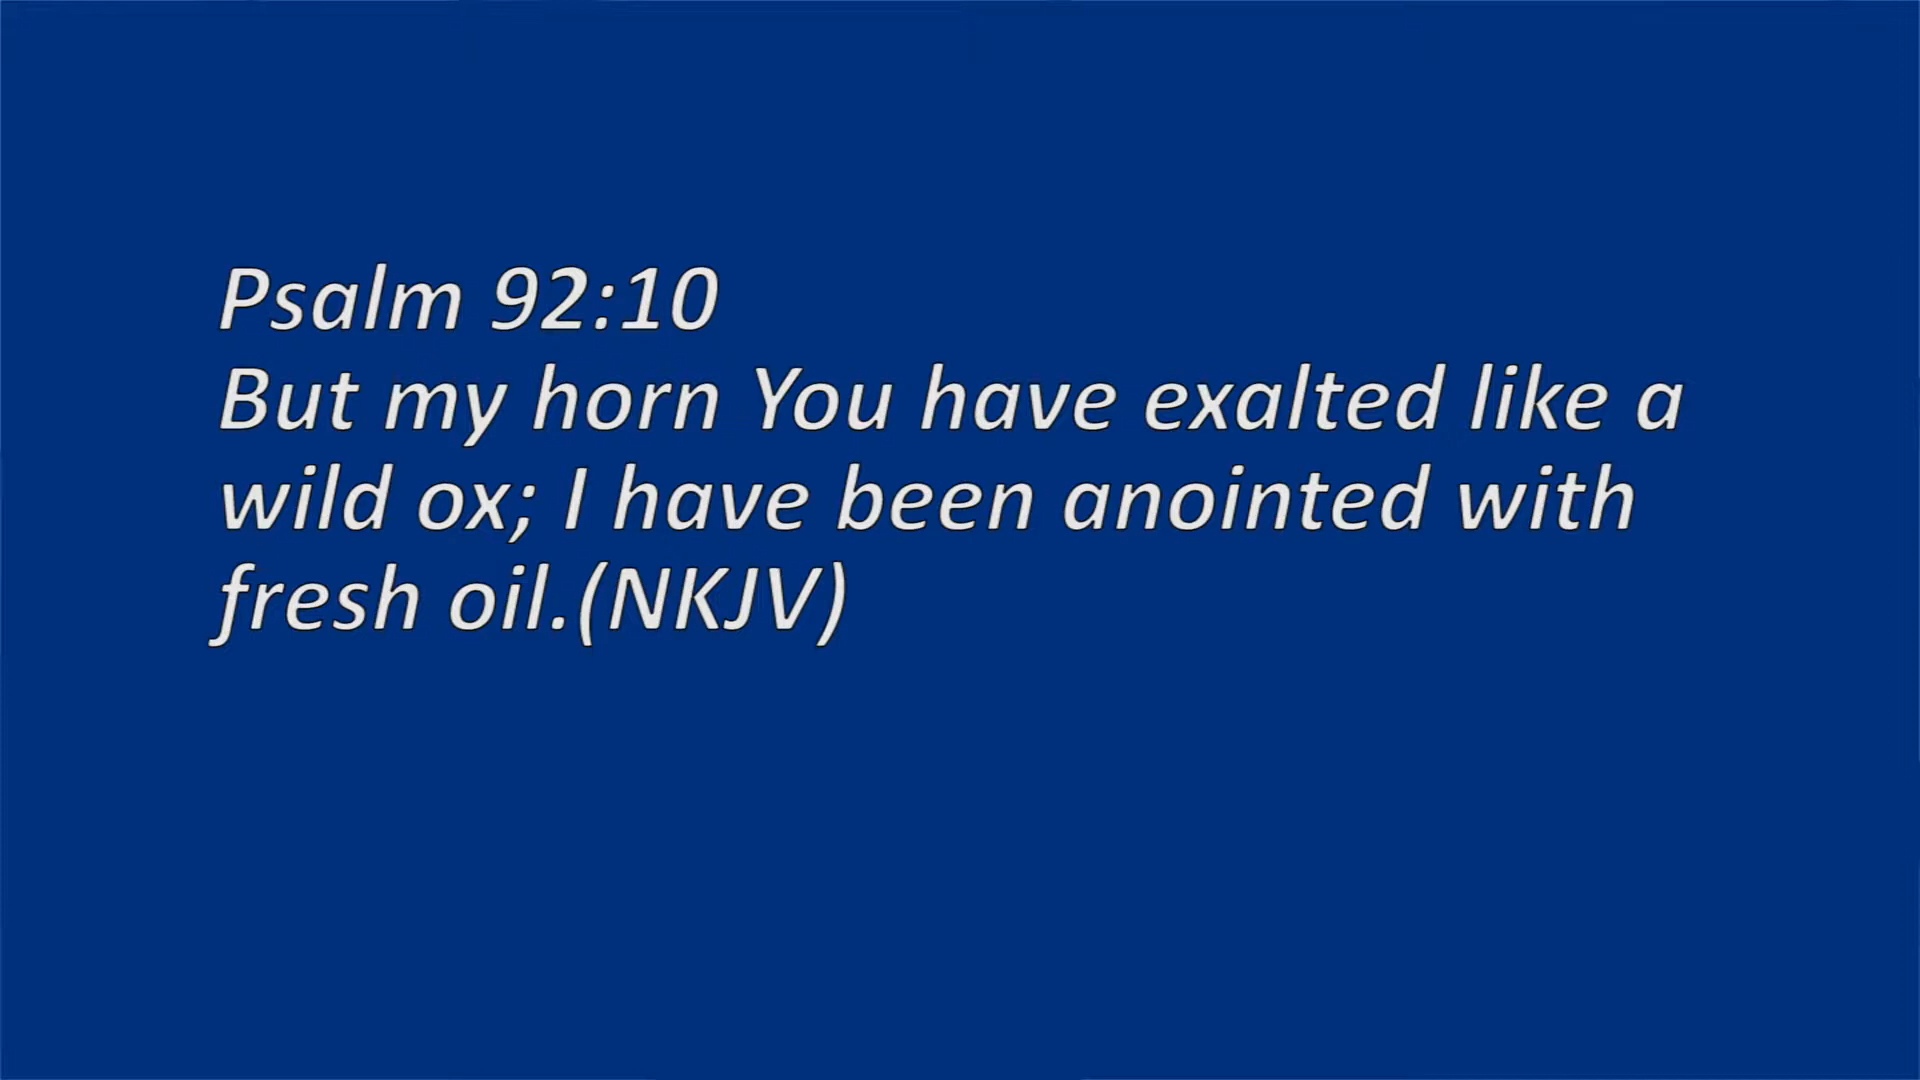 Psalm 92:10
But my horn You have exalted like a
wild ox; I have been anointed with
fresh oil.(NKJV)